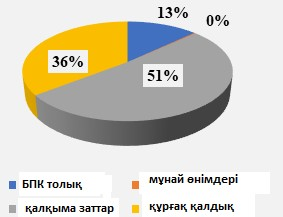 13%
0%
36%
51%
БПК толық
мұнай өнімдері
қалқыма заттар
құрғақ қалдық